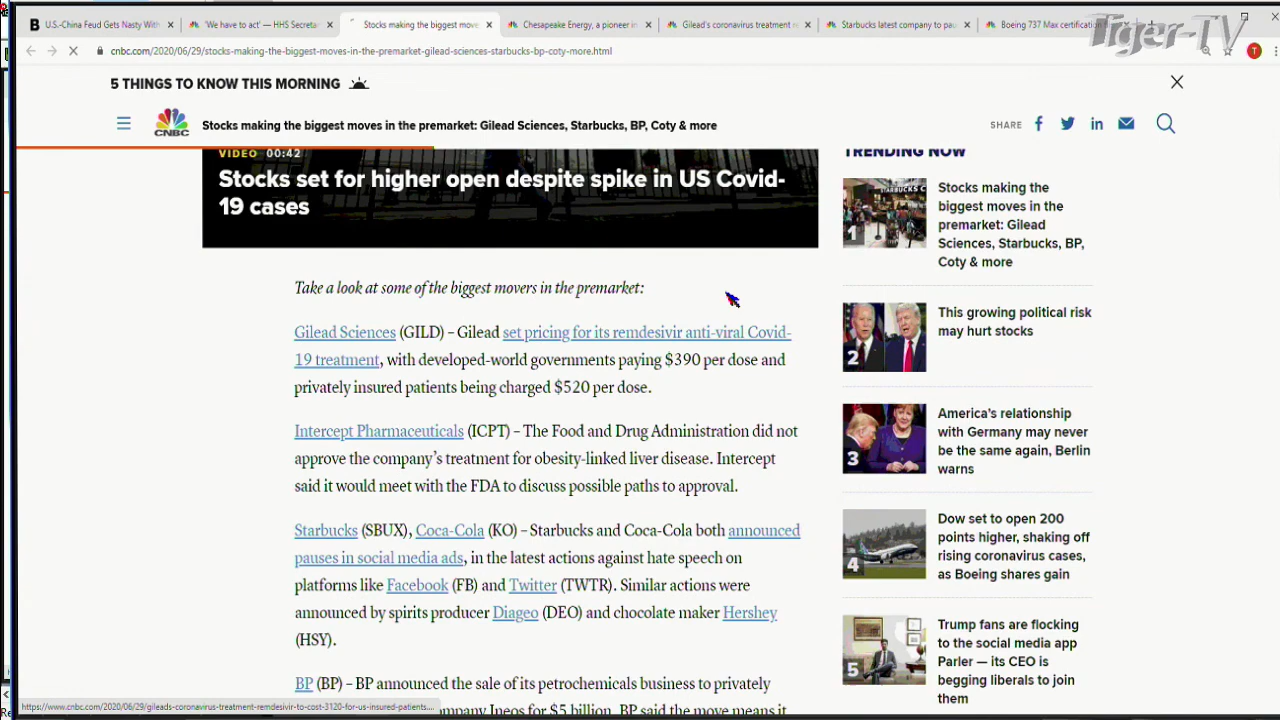 U.S.-China Feud Gets Nasty With
'We have to act' — HHS Secretar
Stocks making the biggest move
Chesapeake Energy, a pioneer in
Gilead's coronavirus treatment r
Starbucks latest company to pau
Boeing 737 Max certification
Tiger-TV
cnbc.com/2020/06/29/stocks-making-the-biggest-moves-in-the-premarket-gilead-sciences-starbucks-bp-coty-more.html
T
5 THINGS TO KNOW THIS MORNING
CNBC
Stocks making the biggest moves in the premarket: Gilead Sciences, Starbucks, BP, Coty & more
SHARE
VIDEO 00:42
Stocks set for higher open despite spike in US Covid-
19 cases
Take a look at some of the biggest movers in the premarket:
Gilead Sciences (GILD) – Gilead set pricing for its remdesivir anti-viral Covid-
19 treatment, with developed-world governments paying $390 per dose and
privately insured patients being charged $520 per dose.
Intercept Pharmaceuticals (ICPT) – The Food and Drug Administration did not
approve the company's treatment for obesity-linked liver disease. Intercept
said it would meet with the FDA to discuss possible paths to approval.
Starbucks (SBUX), Coca-Cola (KO) – Starbucks and Coca-Cola both announced
pauses in social media ads, in the latest actions against hate speech on
platforms like Facebook (FB) and Twitter (TWTR). Similar actions were
announced by spirits producer Diageo (DEO) and chocolate maker Hershey
(HSY).
BP (BP) – BP announced the sale of its petrochemicals business to privately
mpany Ineos for $5 billion. BP said the move means it
TRENDING NOW
STARBUCKS C
1
Stocks making the
biggest moves in the
premarket: Gilead
Sciences, Starbucks, BP,
Coty & more
2
This growing political risk
may hurt stocks
3
America's relationship
with Germany may never
be the same again, Berlin
warns
4
Dow set to open 200
points higher, shaking off
rising coronavirus cases,
as Boeing shares gain
5
Trump fans are flocking
to the social media app
Parler — its CEO is
begging liberals to join
them
https://www.cnbc.com/2020/06/29/gileads-coronavirus-treatment-remdesivir-to-cost-3120-for-us-insured-patients....
Re